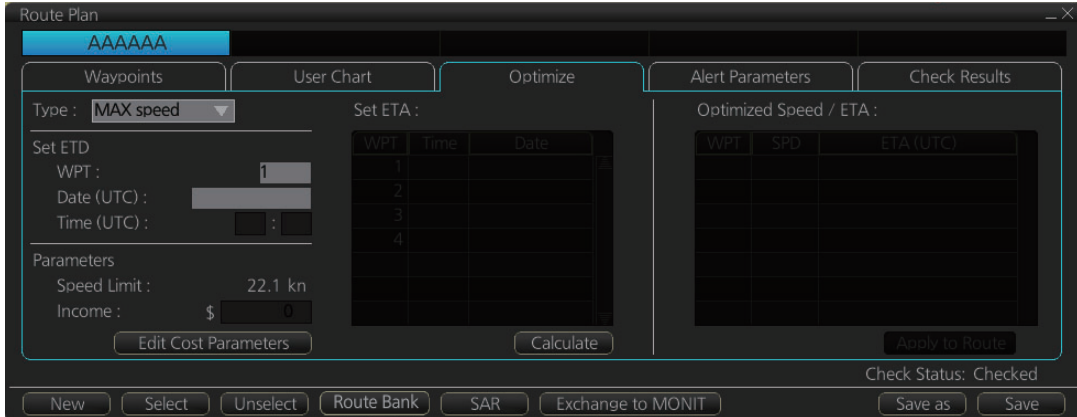 Route Plan
AAAAAA
Waypoints User Chart Optimize Alert Parameters Check Results
Type : MAX speed Set ETA : Optimized Speed / ETA :
Set ETD WPT Time Date WPT SPD ETA (UTC)
WPT : 1 1
Date (UTC) : 2
Time (UTC) : : 3
4
Parameters
Speed Limit : 22.1 kn
Income : $ 0
Edit Cost Parameters Calculate Apply to Route
Check Status: Checked
New Select Unselect Route Bank SAR Exchange to MONIT Save as Save